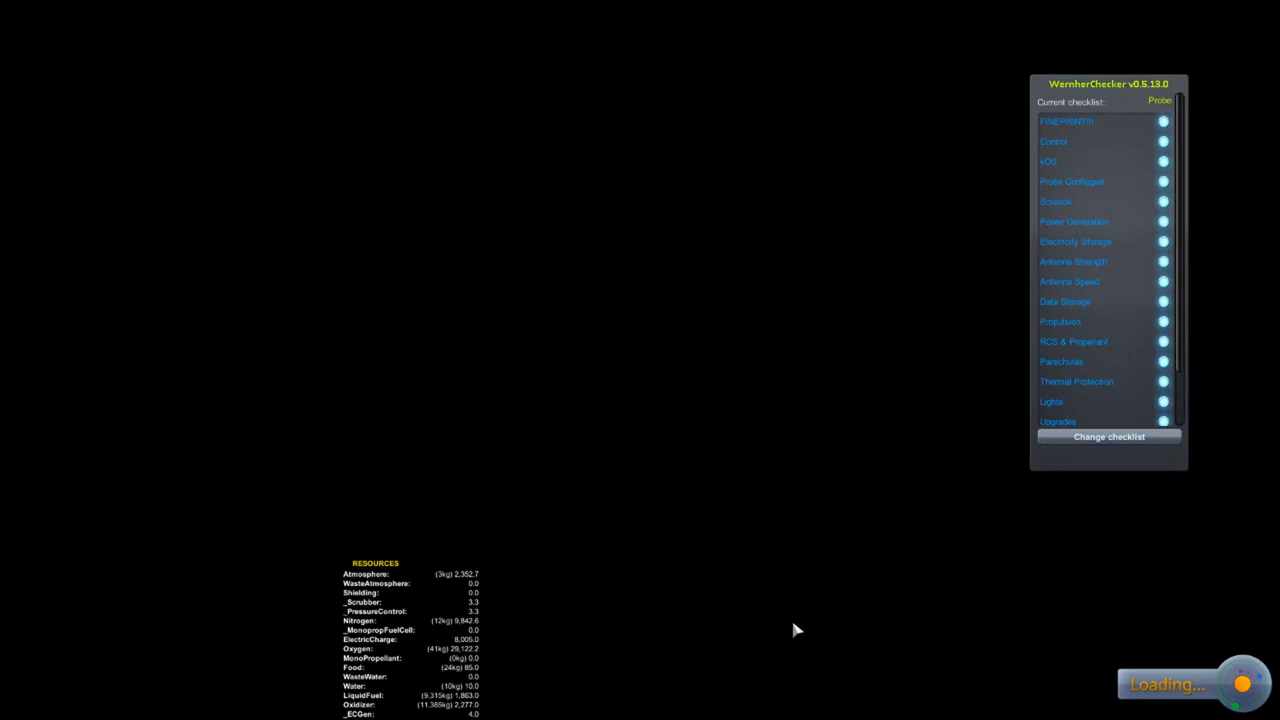 WernherChecker v0.5.13.0
Current checklist: Probe
FINEPRINT!!!
Control
kOS
Probe Configged
Science
Power Generation
Electricity Storage
Antenna Strength
Antenna Speed
Data Storage
Propulsion
RCS & Propellant
Parachutes
Thermal Protection
Lights
Upgrades
Change checklist
RESOURCES
Atmosphere: (3kg) 2,352.7
WasteAtmosphere: 0.0
Shielding: 0.0
_Scrubber: 3.3
_PressureControl: 3.3
Nitrogen: (12kg) 9,842.6
_MonopropFuelCell: 0.0
ElectricCharge: 8,005.0
Oxygen: (41kg) 29,122.2
MonoPropellant: (0kg) 0.0
Food: (24kg) 85.0
WasteWater: 0.0
Water: (10kg) 10.0
LiquidFuel: (9,315kg) 1,863.0
Oxidizer: (11,385kg) 2,277.0
_ECGen: 4.0
Loading...